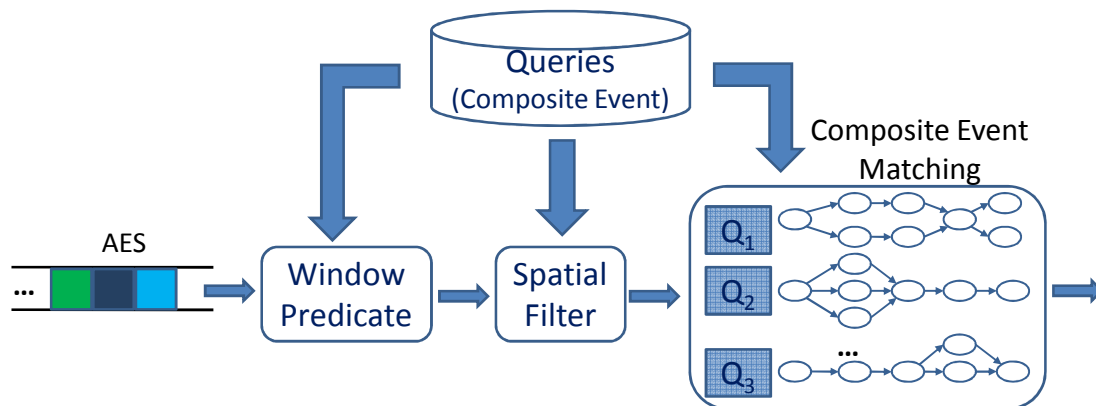 Queries
(Composite Event)
Composite Event
Matching
AES
...
Window
Predicate
Spatial
Filter
Q1
Q2
...
Q3